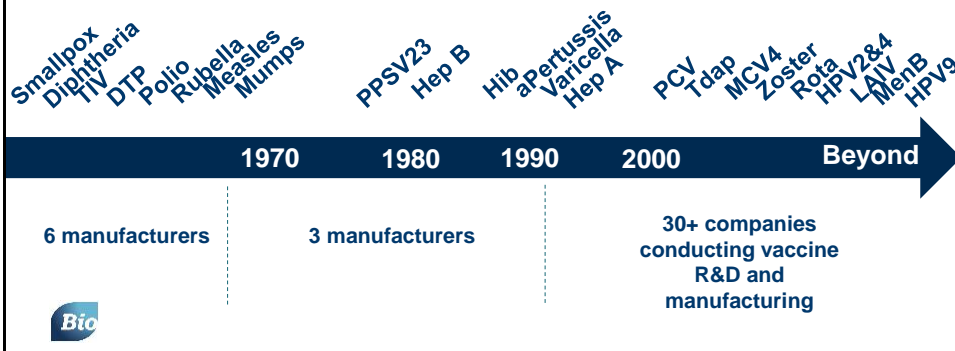 Smallpox
Diphtheria
TIV
DTP
Polio
Rubella
Measles
Mumps
PPSV23
Hep B
Hib
aPertussis
Varicella
Hep A
PCV
Tdap
MCV4
Zoster
Rota
HPV2&4
LAIV
MenB
HPV9
1970
1980
1990
2000
Beyond
6 manufacturers
3 manufacturers
30+ companies
conducting vaccine
R&D and
manufacturing
Bio